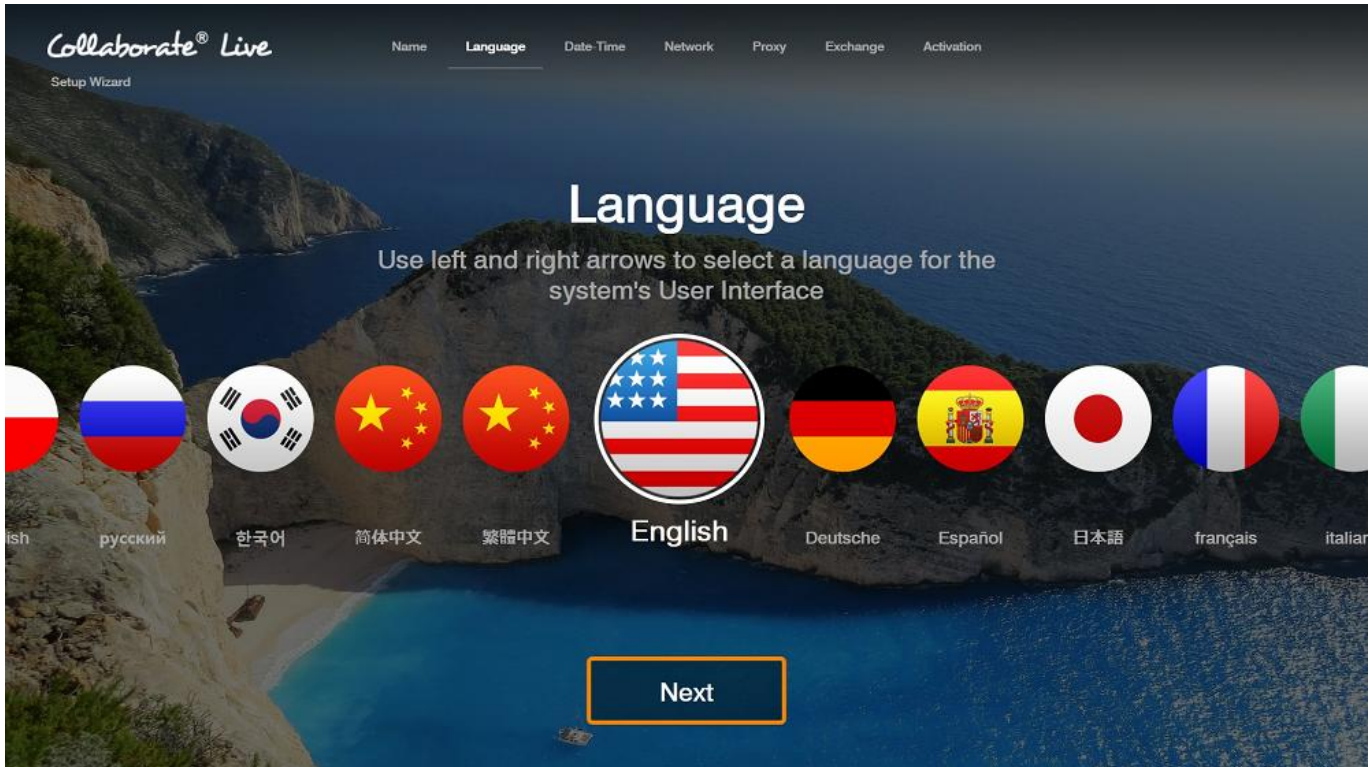 Collaborate® Live
Name Language Date-Time Network Proxy Exchange Activation
Setup Wizard
Language
Use left and right arrows to select a language for the
system's User Interface
ish русский 한국어 简体中文 繁體中文 English Deutsche Español 日本語 français italian
Next